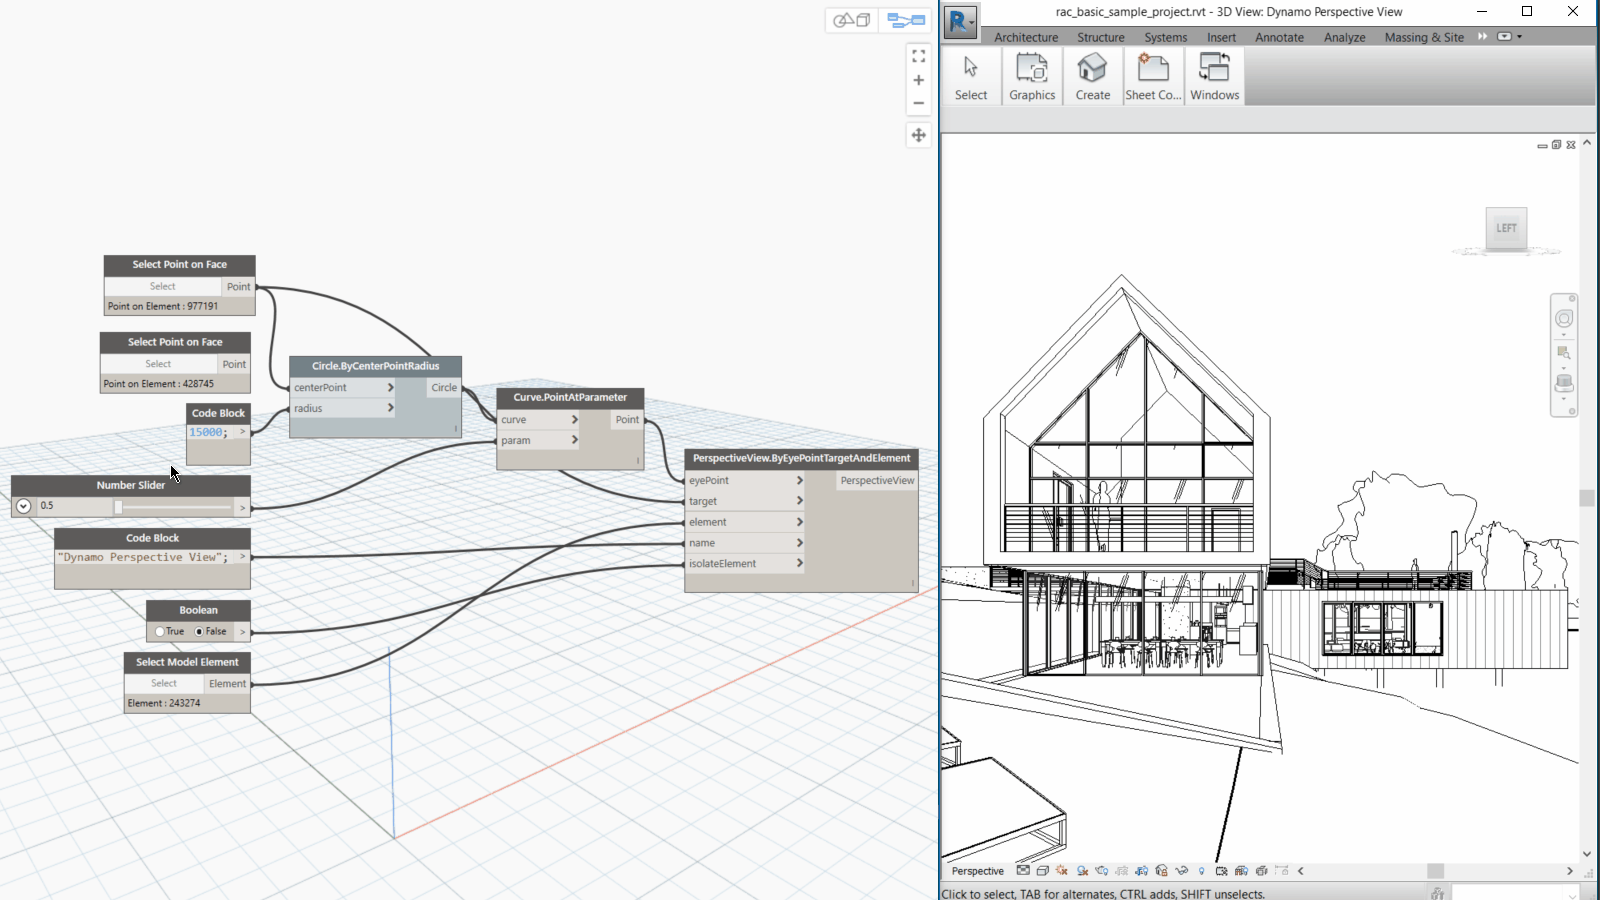 Select Point on Face
Select
Point
Point on Element : 977191
Select Point on Face
Select
Point
Point on Element : 428745
Code Block
15000;
>
Number Slider
0.5
>
Code Block
"Dynamo Perspective View";
>
Boolean
True
False
>
Select Model Element
Select
Element
Element : 243274
Circle.ByCenterPointRadius
centerPoint
>
Circle
radius
>
Curve.PointAtParameter
curve
>
Point
param
>
PerspectiveView.ByEyePointTargetAndElement
eyePoint
>
PerspectiveView
target
>
element
>
name
>
isolateElement
>
R
rac_basic_sample_project.rvt - 3D View: Dynamo Perspective View
Architecture
Structure
Systems
Insert
Annotate
Analyze
Massing & Site
Select
Graphics
Create
Sheet Co...
Windows
LEFT
Perspective
Click to select, TAB for alternates, CTRL adds, SHIFT unselects.